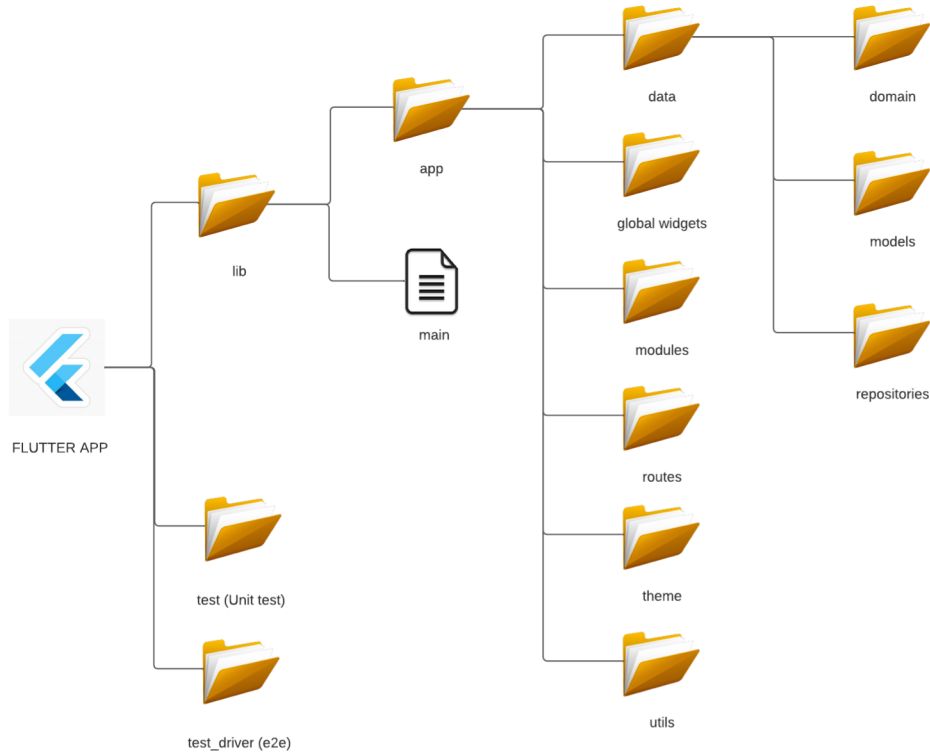 data
domain
app
global widgets
models
lib
main
modules
repositories
FLUTTER APP
routes
test (Unit test)
theme
utils
test_driver (e2e)